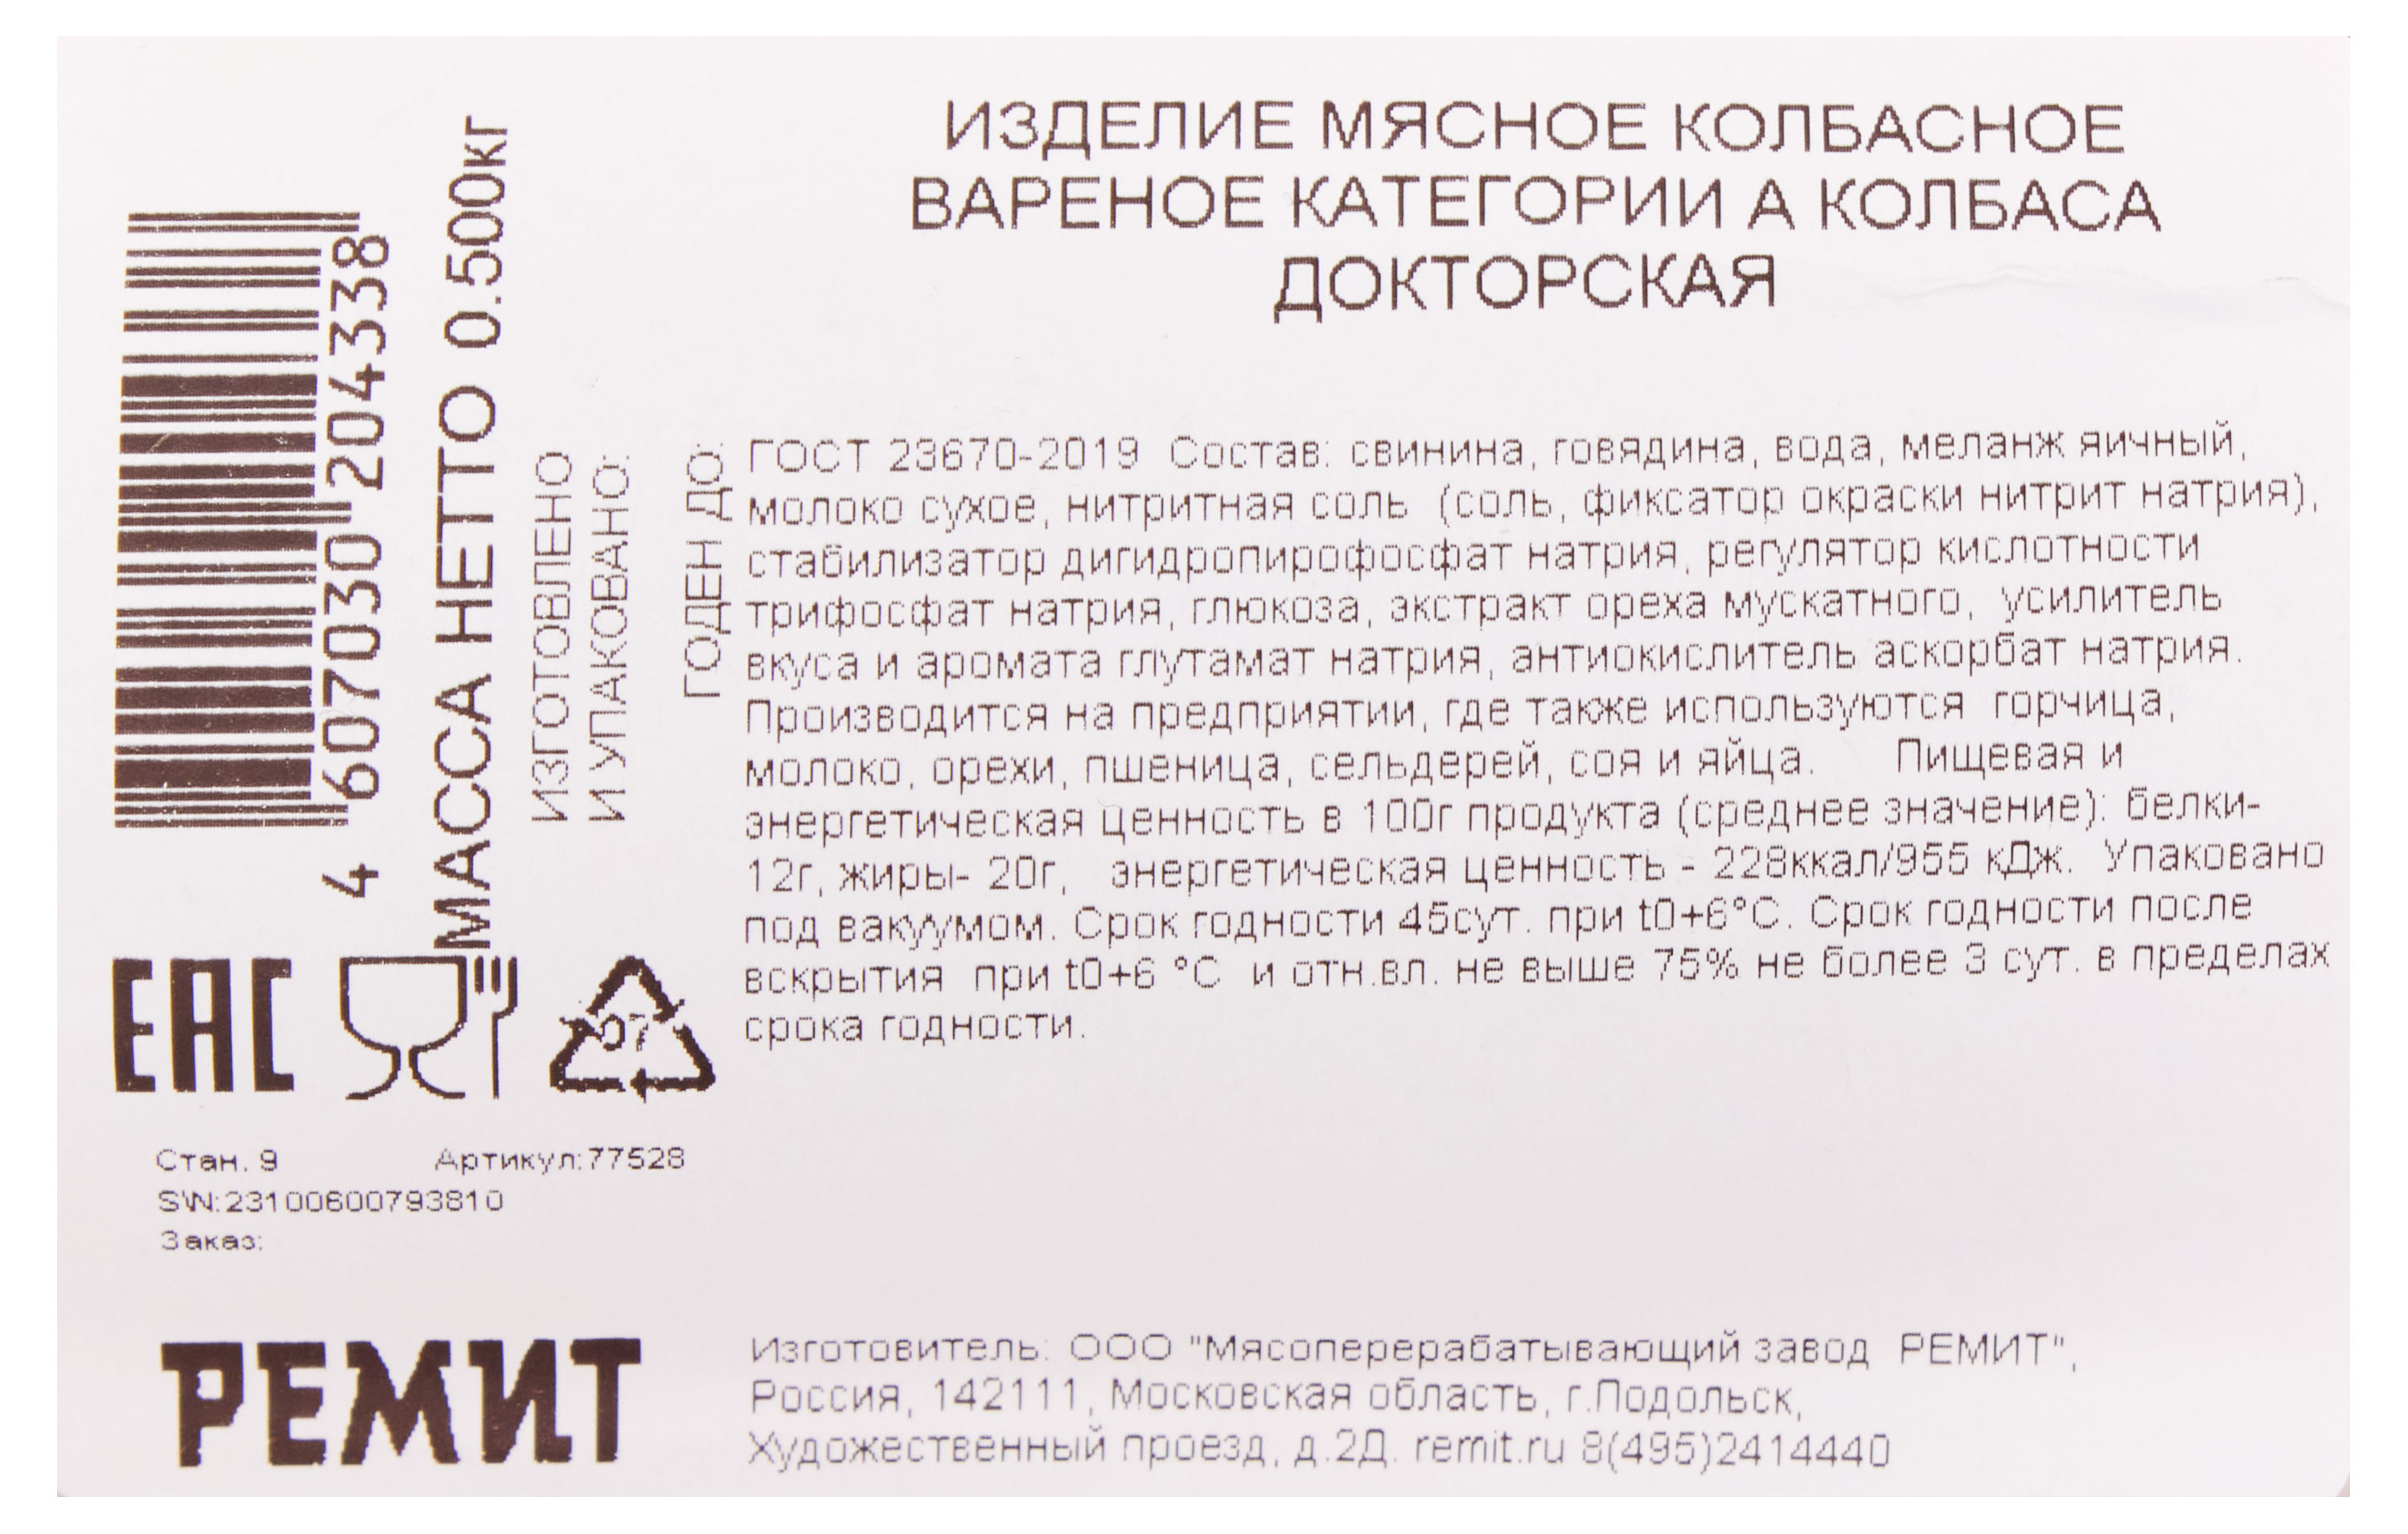 ИЗДЕЛИЕ МЯСНОЕ КОЛБАСНОЕ
ВАРЕНОЕ КАТЕГОРИИ А КОЛБАСА
ДОКТОРСКАЯ
4 607030 204338
МАССА НЕТТО 0.500кг
ИЗГОТОВЛЕНО
И УПАКОВАНО:
ГОДЕН ДО:
ГОСТ 23670-2019 Состав: свинина, говядина, вода, меланж яичный,
молоко сухое, нитритная соль (соль, фиксатор окраски нитрит натрия),
стабилизатор дигидропирофосфат натрия, регулятор кислотности
трифосфат натрия, глюкоза, экстракт ореха мускатного, усилитель
вкуса и аромата глутамат натрия, антиокислитель аскорбат натрия.
Производится на предприятии, где также используются горчица,
молоко, орехи, пшеница, сельдерей, соя и яйца. Пищевая и
энергетическая ценность в 100г продукта (среднее значение): белки-
12г, жиры- 20г, энергетическая ценность - 228ккал/955 кДж. Упаковано
под вакуумом. Срок годности 45сут. при t0+6°С. Срок годности после
вскрытия при t0+6 °С и отн.вл. не выше 75% не более 3 сут. в пределах
срока годности.
ЕАС
07
Стан. 9 Артикул:77528
SW:23100600793810
Заказ:
РЕМИТ
Изготовитель: ООО "Мясоперерабатывающий завод РЕМИТ",
Россия, 142111, Московская область, г.Подольск,
Художественный проезд, д.2Д. remit.ru 8(495)2414440